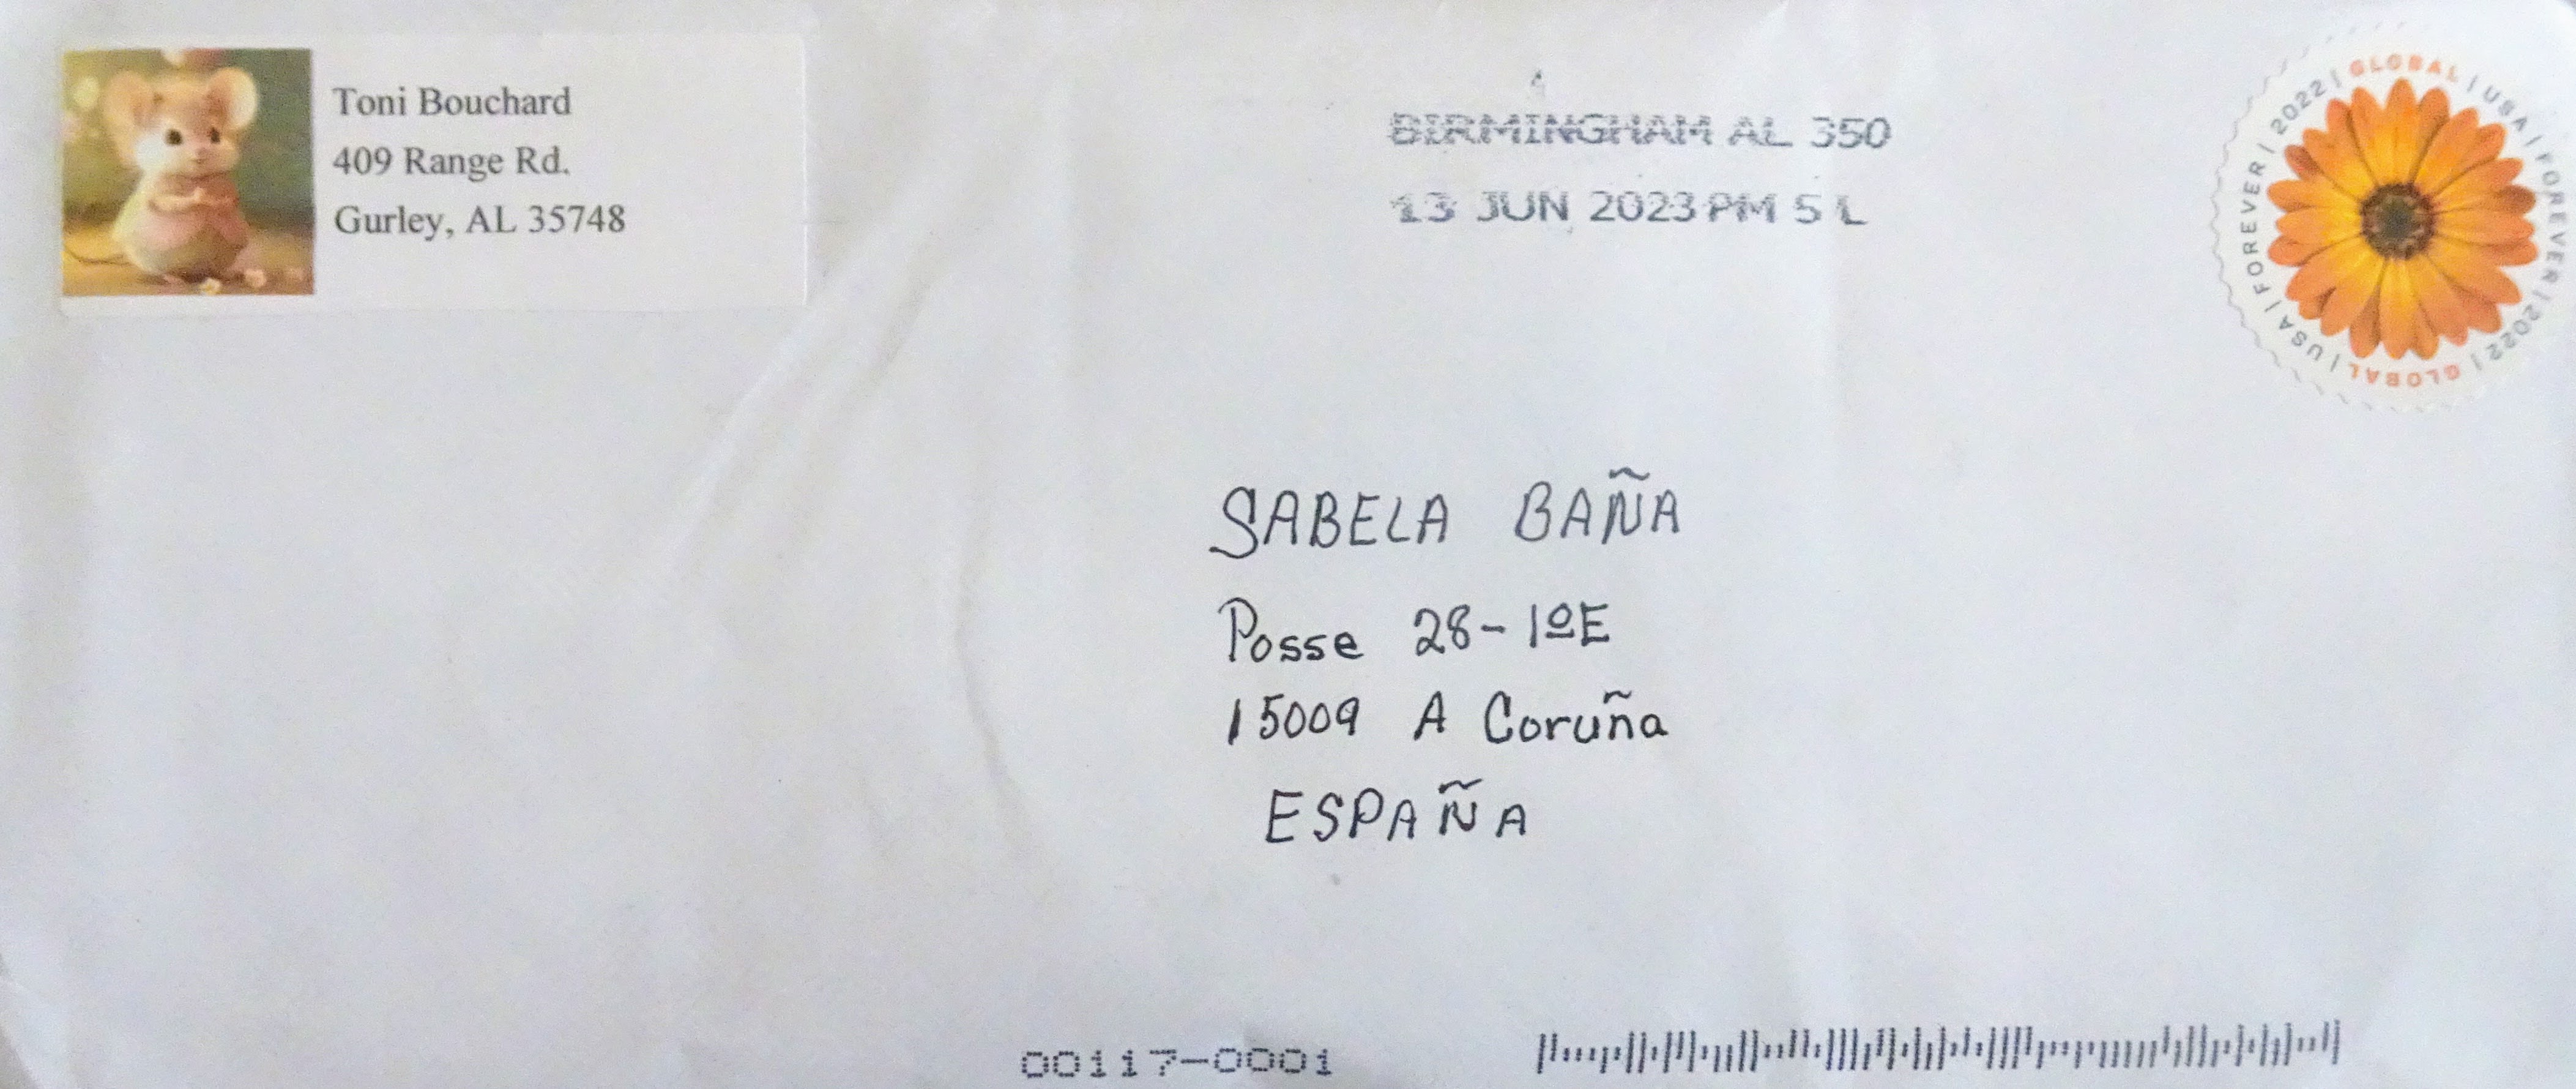 Toni Bouchard
409 Range Rd.
Gurley, AL 35748
BIRMINGHAM AL 350
13 JUN 2023 PM 5 L
GLOBAL | USA | FOREVER | 2022 | GLOBAL | USA | FOREVER | 2022 |
SABELA BAÑA
Posse 28-1ºE
15009 A Coruña
ESPAÑA
00117-0001